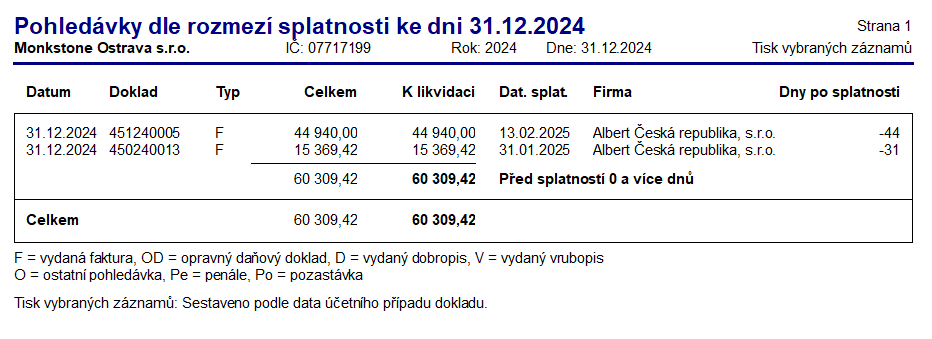 Pohledávky dle rozmezí splatnosti ke dni 31.12.2024 Strana 1
Monkstone Ostrava s.r.o. IČ: 07717199 Rok: 2024 Dne: 31.12.2024 Tisk vybraných záznamů
Datum Doklad Typ Celkem K likvidaci Dat. splat. Firma Dny po splatnosti
31.12.2024 451240005 F 44 940,00 44 940,00 13.02.2025 Albert Česká republika, s.r.o. -44
31.12.2024 450240013 F 15 369,42 15 369,42 31.01.2025 Albert Česká republika, s.r.o. -31
60 309,42 60 309,42 Před splatností 0 a více dnů
Celkem 60 309,42 60 309,42
F = vydaná faktura, OD = opravný daňový doklad, D = vydaný dobropis, V = vydaný vrubopis
O = ostatní pohledávka, Pe = penále, Po = pozastávka
Tisk vybraných záznamů: Sestaveno podle data účetního případu dokladu.